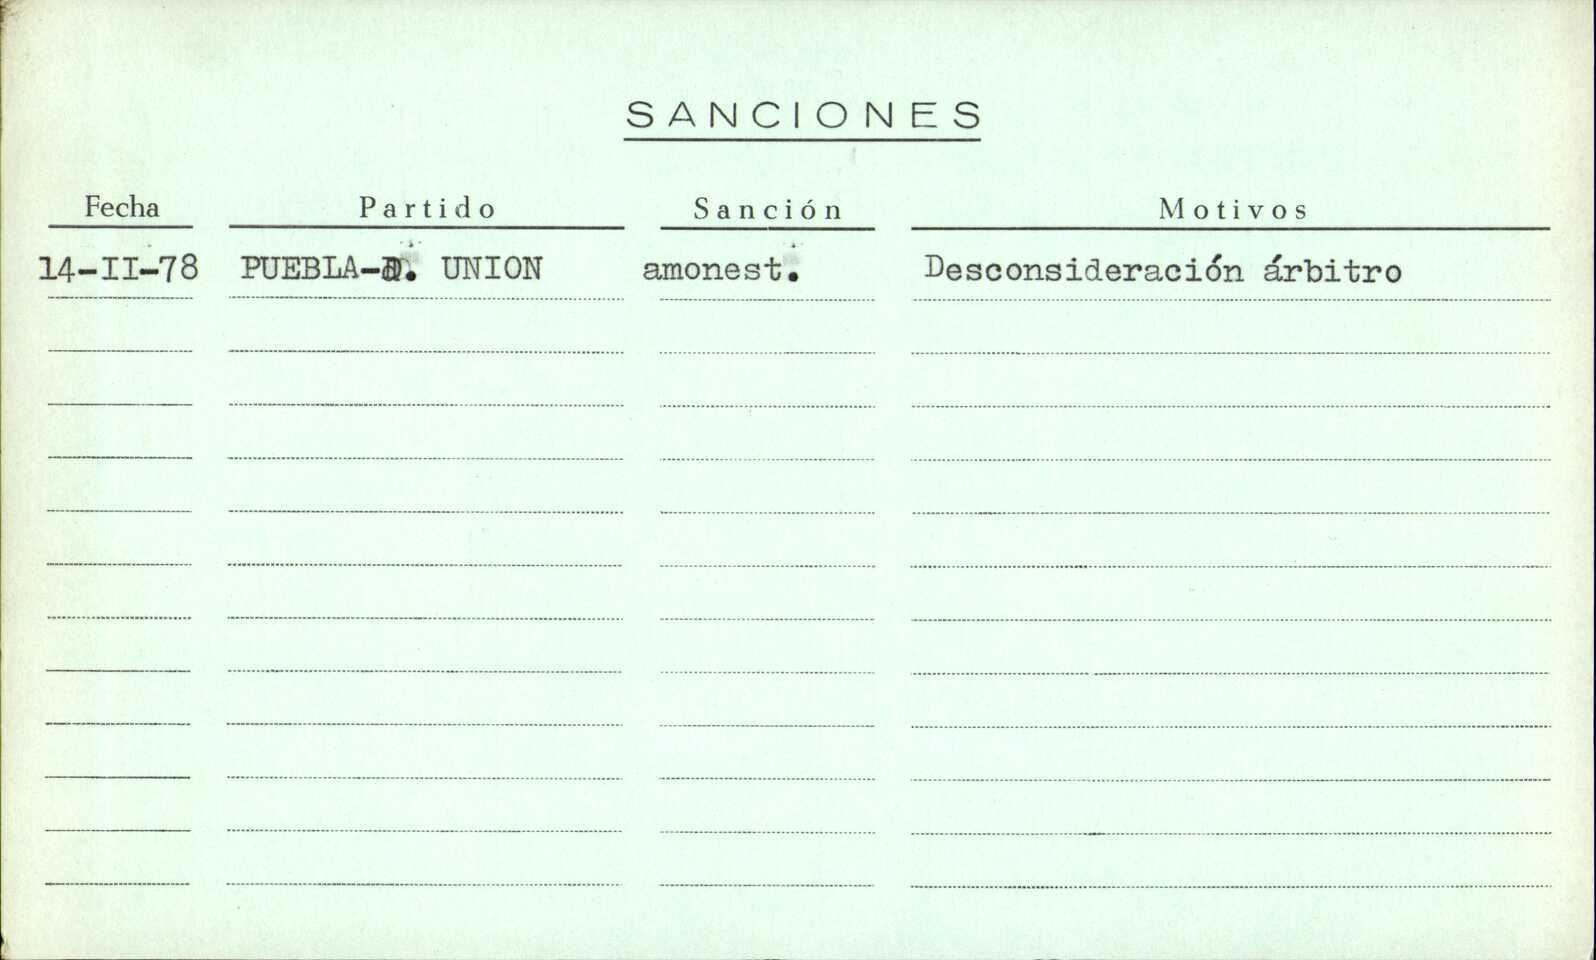 SANCIONES
Fecha Partido Sanción Motivos
14-II-78 PUEBLA- UNION amonest. Desconsideración árbitro